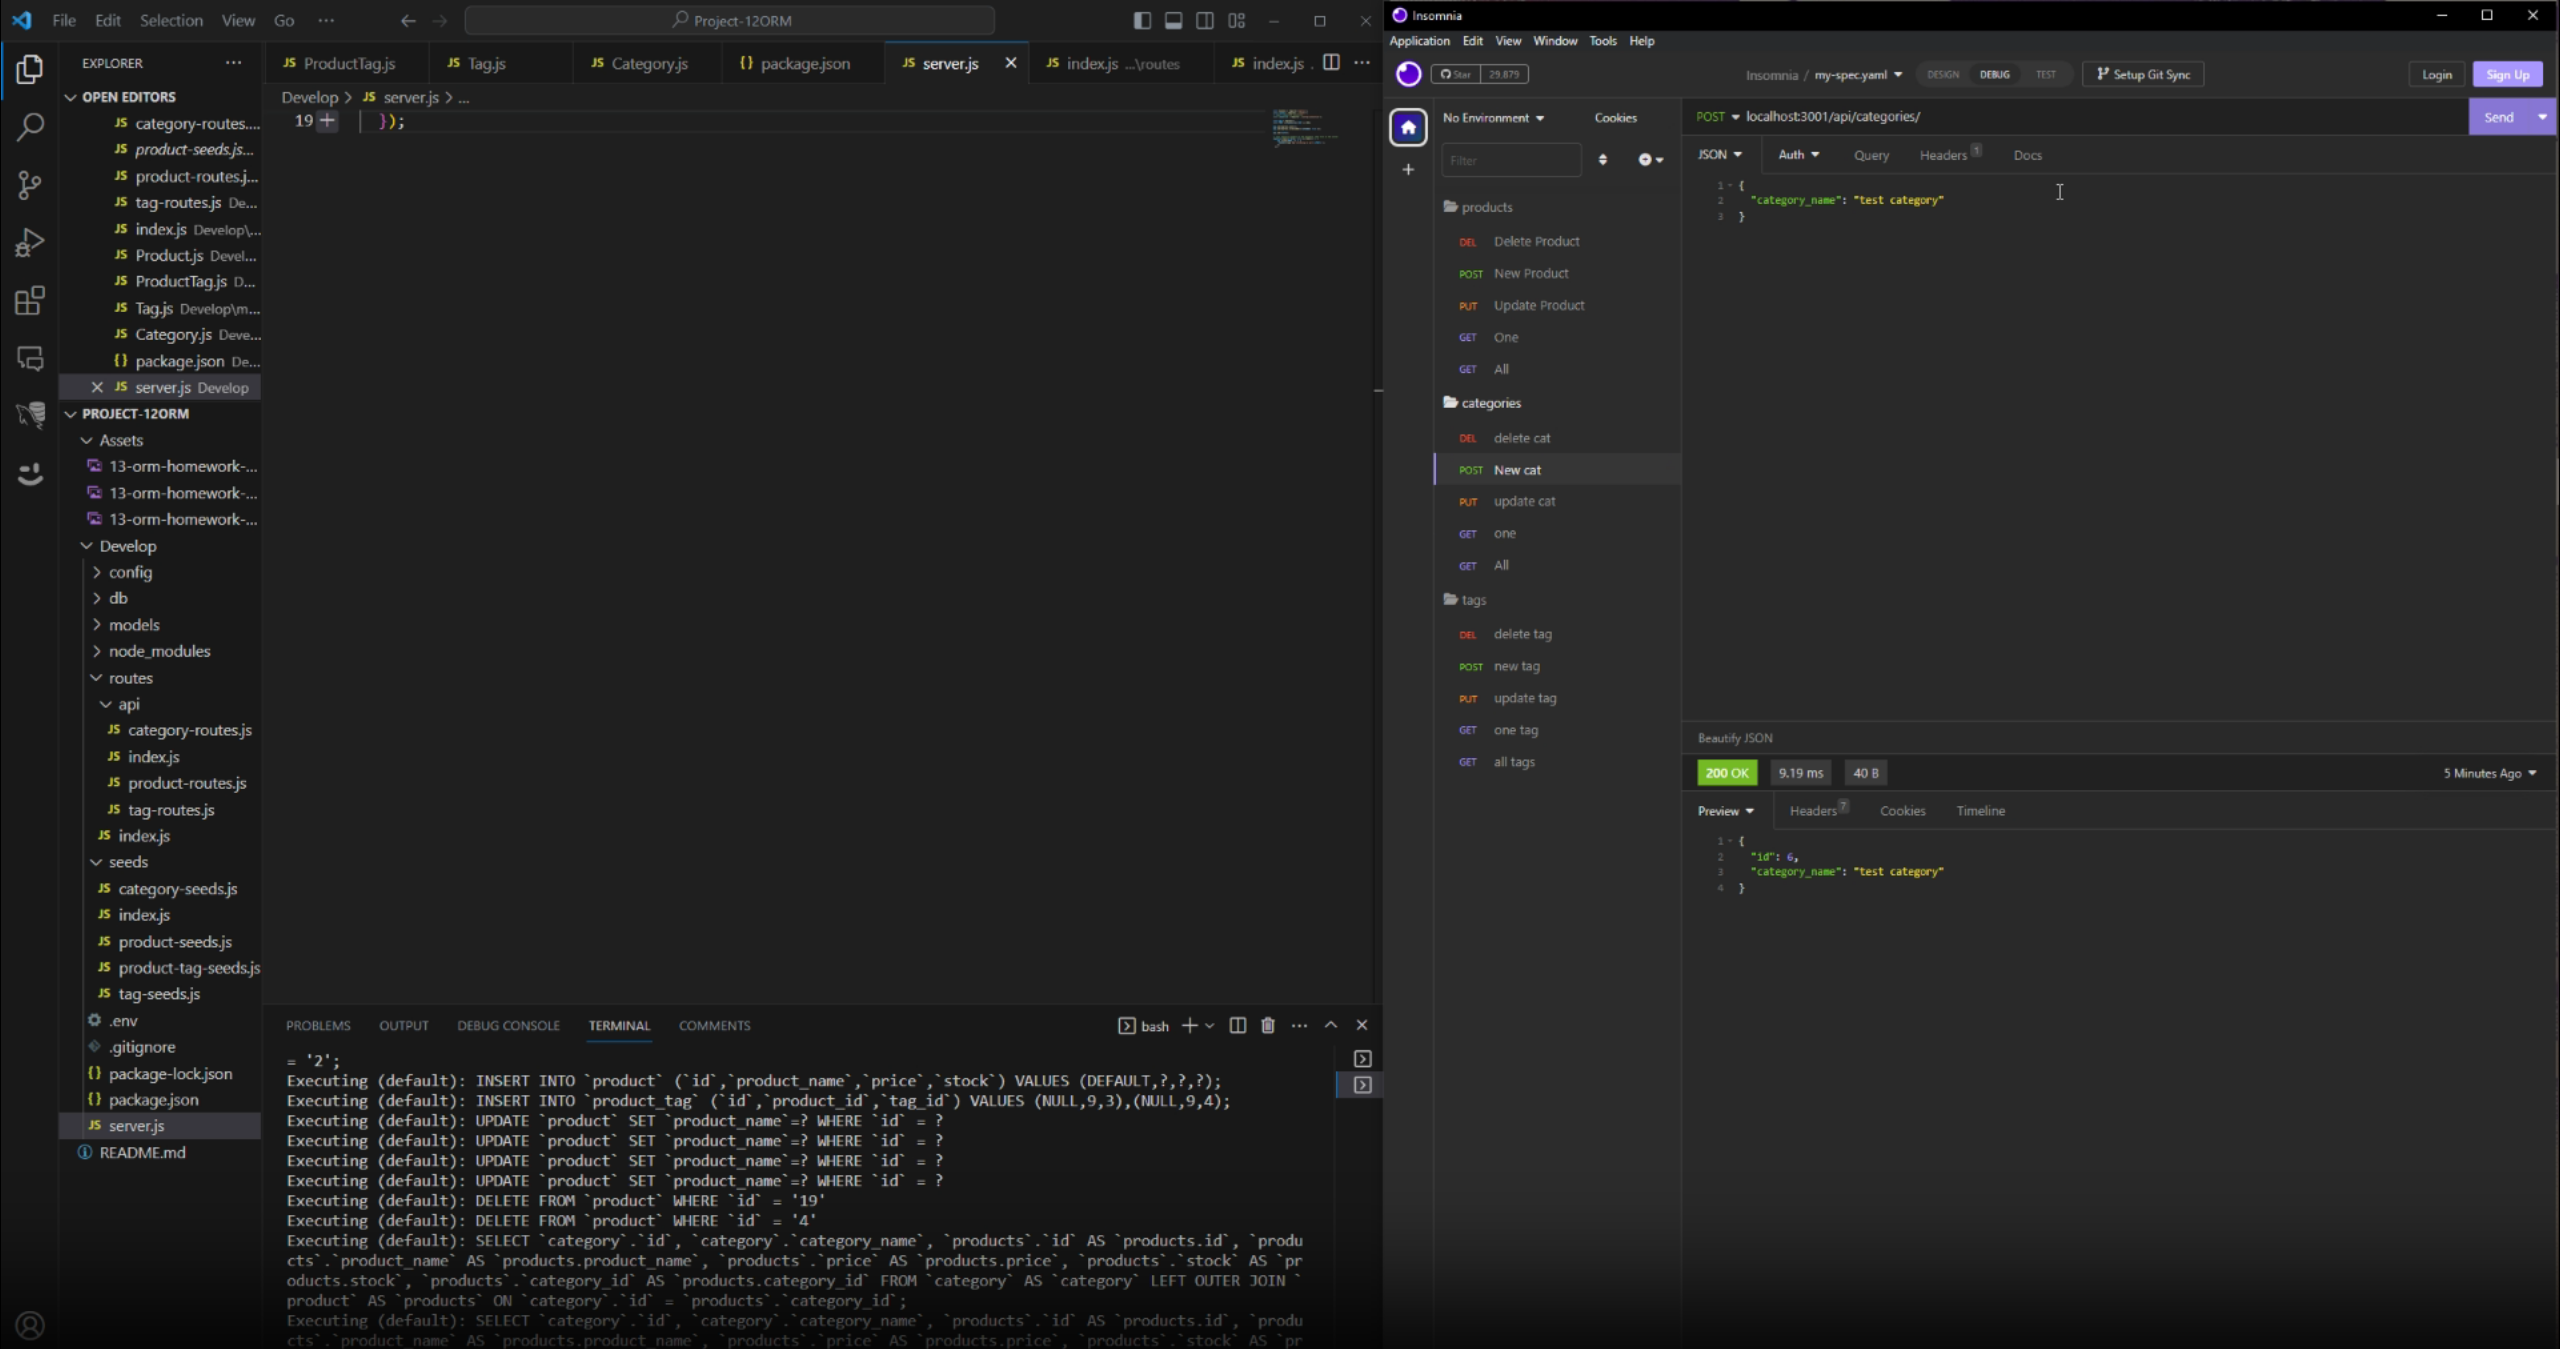 File Edit Selection View Go ··· Project-12ORM
EXPLORER ···
OPEN EDITORS
JS category-routes....
JS product-seeds.js...
JS product-routes.j...
JS tag-routes.js De...
JS index.js Develop\...
JS Product.js Devel...
JS ProductTag.js D...
JS Tag.js Develop\m...
JS Category.js Deve...
{} package.json De...
JS server.js Develop
PROJECT-12ORM
Assets
13-orm-homework-...
13-orm-homework-...
13-orm-homework-...
Develop
config
db
models
node_modules
routes
api
JS category-routes.js
JS index.js
JS product-routes.js
JS tag-routes.js
JS index.js
seeds
JS category-seeds.js
JS index.js
JS product-seeds.js
JS product-tag-seeds.js
JS tag-seeds.js
.env
.gitignore
{} package-lock.json
{} package.json
JS server.js
README.md
JS ProductTag.js JS Tag.js JS Category.js {} package.json JS server.js JS index.js ...\routes JS index.js .
Develop > JS server.js > ...
19 });
PROBLEMS OUTPUT DEBUG CONSOLE TERMINAL COMMENTS bash
= '2';
Executing (default): INSERT INTO `product` (`id`,`product_name`,`price`,`stock`) VALUES (DEFAULT,?,?,?);
Executing (default): INSERT INTO `product_tag` (`id`,`product_id`,`tag_id`) VALUES (NULL,9,3),(NULL,9,4);
Executing (default): UPDATE `product` SET `product_name`=? WHERE `id` = ?
Executing (default): UPDATE `product` SET `product_name`=? WHERE `id` = ?
Executing (default): UPDATE `product` SET `product_name`=? WHERE `id` = ?
Executing (default): UPDATE `product` SET `product_name`=? WHERE `id` = ?
Executing (default): DELETE FROM `product` WHERE `id` = '19'
Executing (default): DELETE FROM `product` WHERE `id` = '4'
Executing (default): SELECT `category`.`id`, `category`.`category_name`, `products`.`id` AS `products.id`, `produ
cts`.`product_name` AS `products.product_name`, `products`.`price` AS `products.price`, `products`.`stock` AS `pr
oducts.stock`, `products`.`category_id` AS `products.category_id` FROM `category` AS `category` LEFT OUTER JOIN `
product` AS `products` ON `category`.`id` = `products`.`category_id`;
Executing (default): SELECT `category`.`id`, `category`.`category_name`, `products`.`id` AS `products.id`, `produ
cts`.`product_name` AS `products.product_name`, `products`.`price` AS `products.price`, `products`.`stock` AS `pr
Insomnia
Application Edit View Window Tools Help
Star 29,879 Insomnia / my-spec.yaml DESIGN DEBUG TEST Setup Git Sync Login Sign Up
No Environment Cookies
Filter
products
DEL Delete Product
POST New Product
PUT Update Product
GET One
GET All
categories
DEL delete cat
POST New cat
PUT update cat
GET one
GET All
tags
DEL delete tag
POST new tag
PUT update tag
GET one tag
GET all tags
POST localhost:3001/api/categories/ Send
JSON Auth Query Headers 1 Docs
1 {
2 "category_name": "test category"
3 }
Beautify JSON
200 OK 9.19 ms 40 B 5 Minutes Ago
Preview Headers 7 Cookies Timeline
1 {
2 "id": 6,
3 "category_name": "test category"
4 }